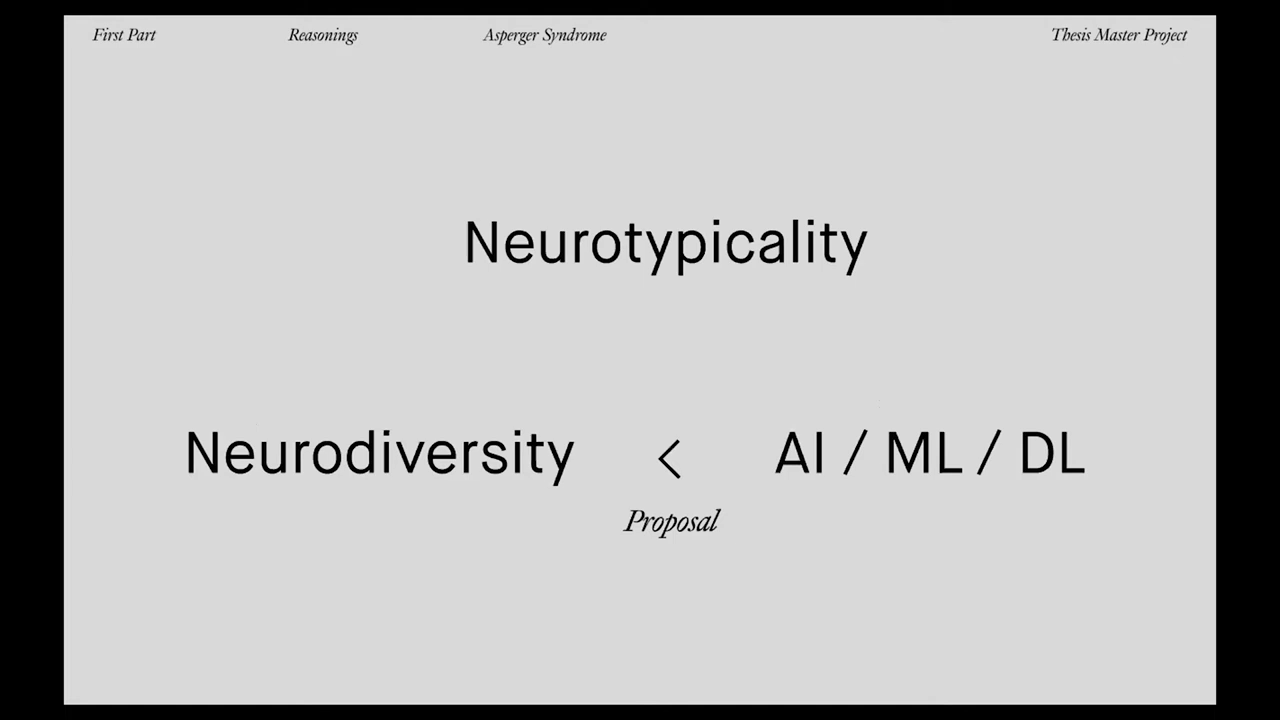 First Part Reasonings Asperger Syndrome Thesis Master Project
Neurotypicality
Neurodiversity < AI / ML / DL
Proposal